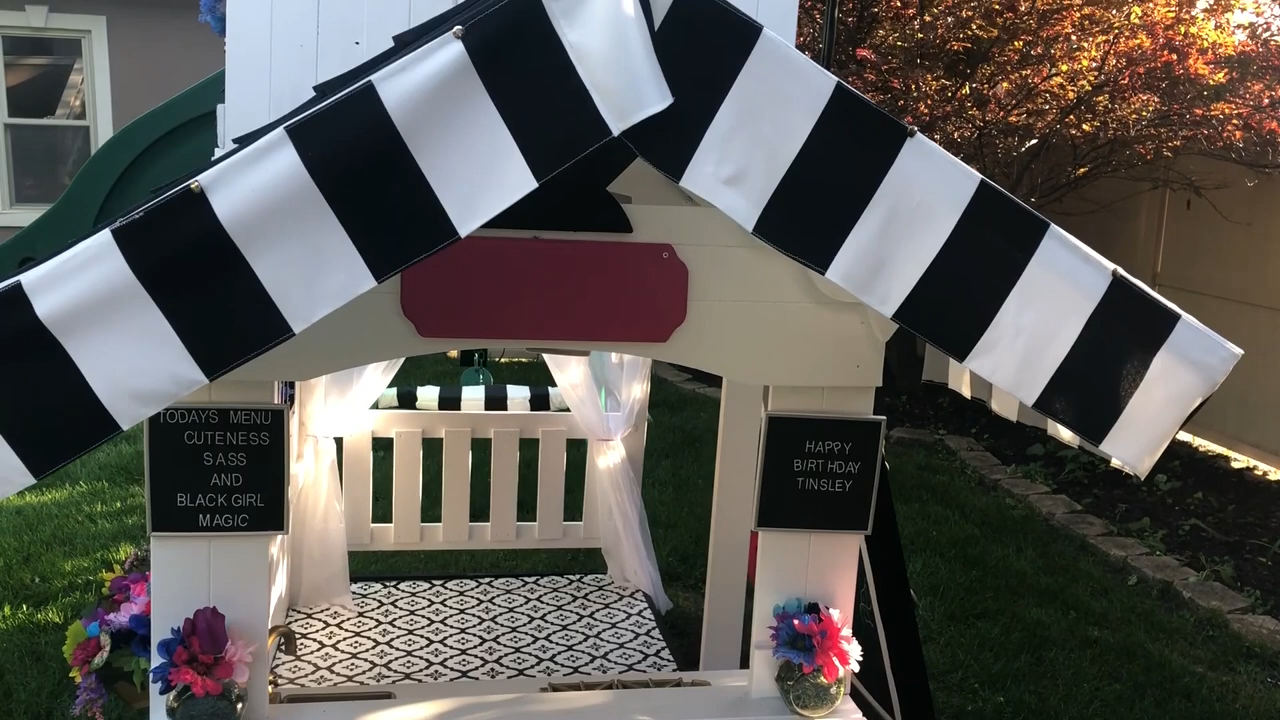 TODAYS MENU
CUTENESS
SASS
AND
BLACK GIRL
MAGIC
HAPPY
BIRTHDAY
TINSLEY